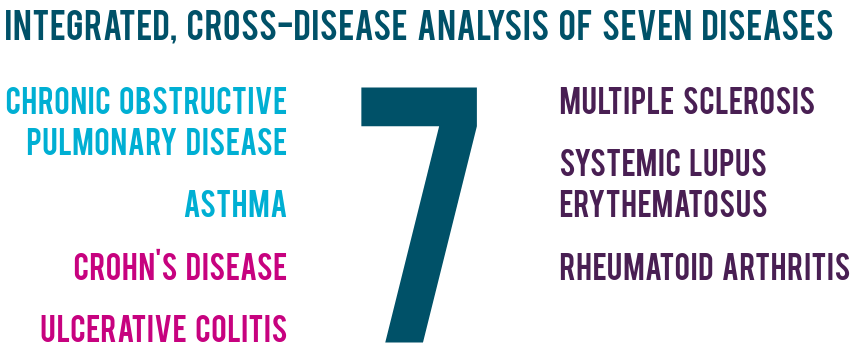 INTEGRATED, CROSS-DISEASE ANALYSIS OF SEVEN DISEASES
CHRONIC OBSTRUCTIVE
PULMONARY DISEASE
ASTHMA
CROHN'S DISEASE
ULCERATIVE COLITIS
7
MULTIPLE SCLEROSIS
SYSTEMIC LUPUS
ERYTHEMATOSUS
RHEUMATOID ARTHRITIS